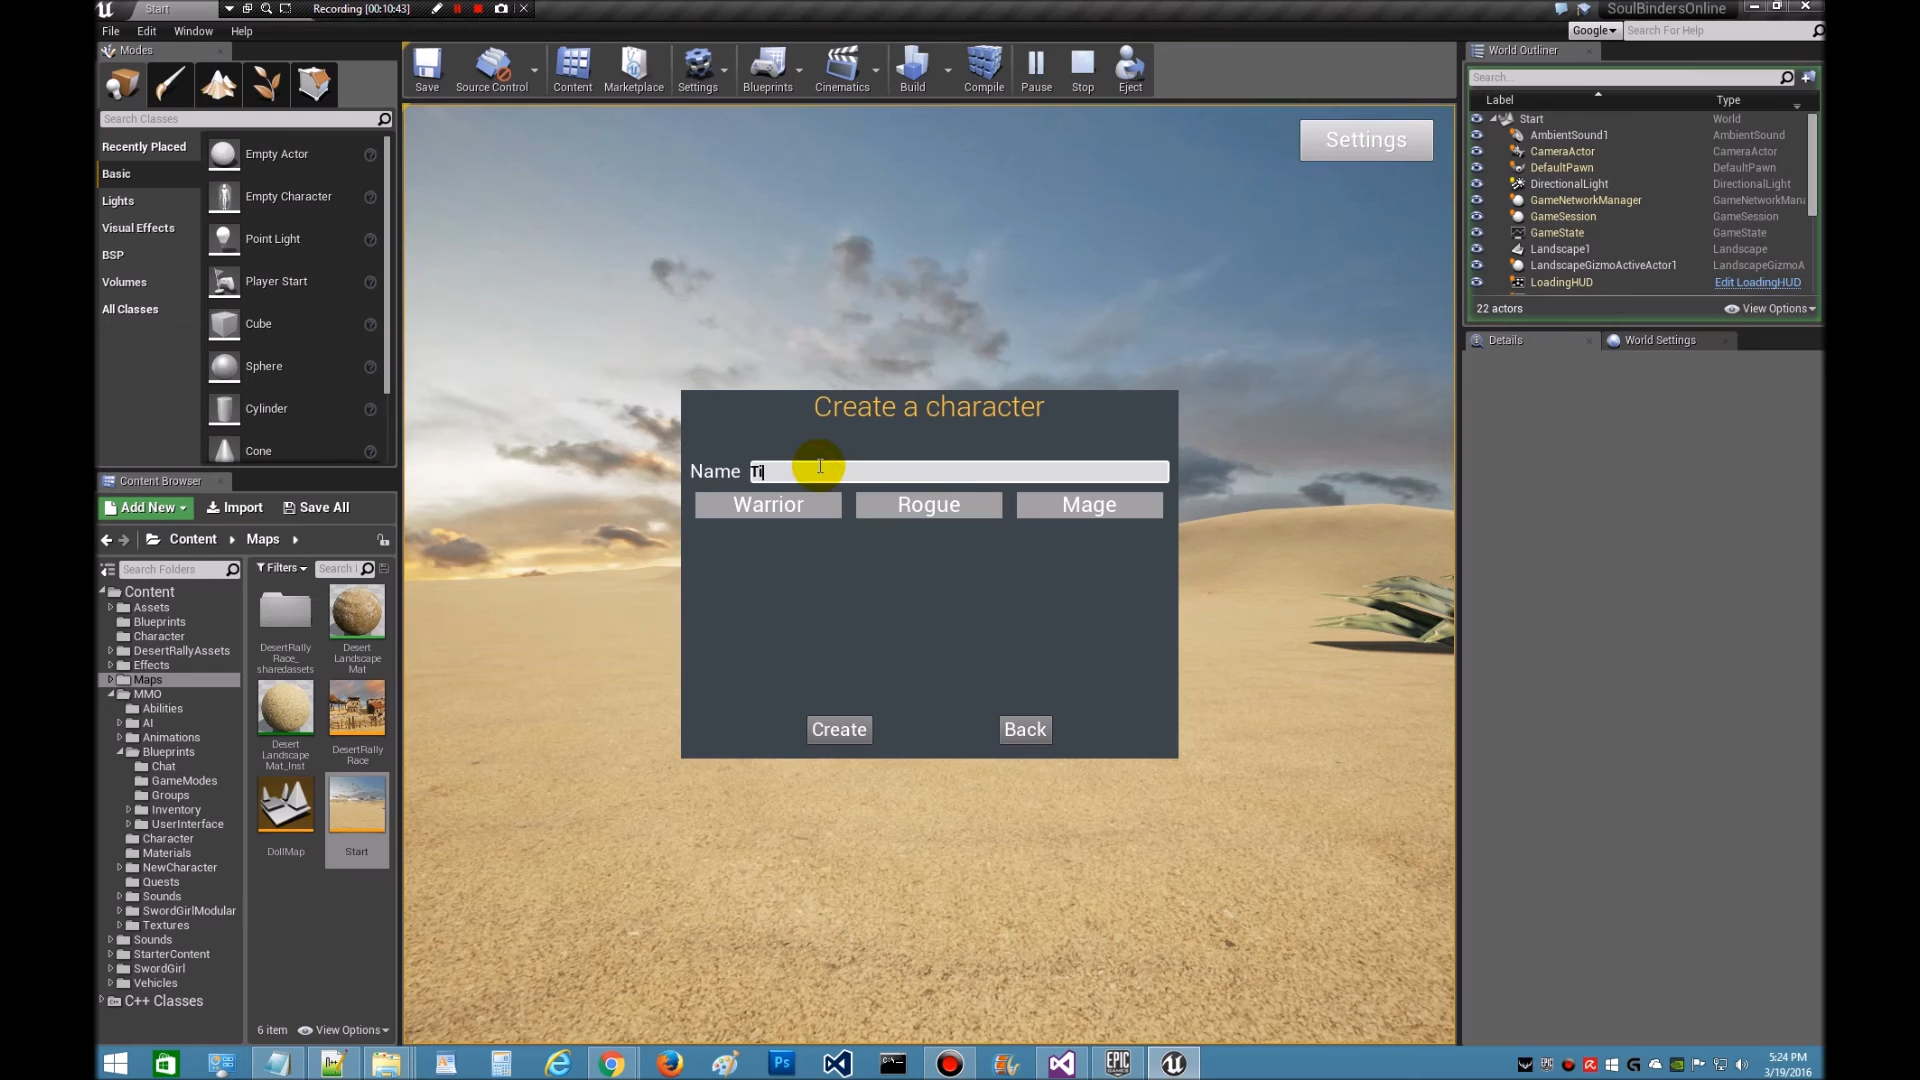 Start
Recording [00:10:43]
SoulBindersOnline
File Edit Window Help
Google
Search For Help
Modes
Search Classes
Recently Placed
Basic
Lights
Visual Effects
BSP
Volumes
All Classes
Empty Actor
Empty Character
Point Light
Player Start
Cube
Sphere
Cylinder
Cone
Save
Source Control
Content
Marketplace
Settings
Blueprints
Cinematics
Build
Compile
Pause
Stop
Eject
Settings
Create a character
Name Ti
Warrior Rogue Mage
Create Back
World Outliner
Search...
Label Type
Start World
AmbientSound1 AmbientSound
CameraActor CameraActor
DefaultPawn DefaultPawn
DirectionalLight DirectionalLight
GameNetworkManager GameNetworkMana
GameSession GameSession
GameState GameState
Landscape1 Landscape
LandscapeGizmoActiveActor1 LandscapeGizmoA
LoadingHUD Edit LoadingHUD
22 actors View Options
Details World Settings
Content Browser
Add New Import Save All
Content Maps
Search Folders
Filters Search
Content
Assets
Blueprints
Character
DesertRallyAssets
Effects
Maps
MMO
Abilities
AI
Animations
Blueprints
Chat
GameModes
Groups
Inventory
UserInterface
Character
Materials
NewCharacter
Quests
Sounds
SwordGirlModular
Textures
Sounds
StarterContent
SwordGirl
Vehicles
C++ Classes
DesertRally
Race_
sharedassets
Desert
Landscape
Mat
Desert
Landscape
Mat_Inst
DesertRally
Race
DollMap
Start
6 item View Options
Ps
EPIC
GAMES
5:24 PM
3/19/2016